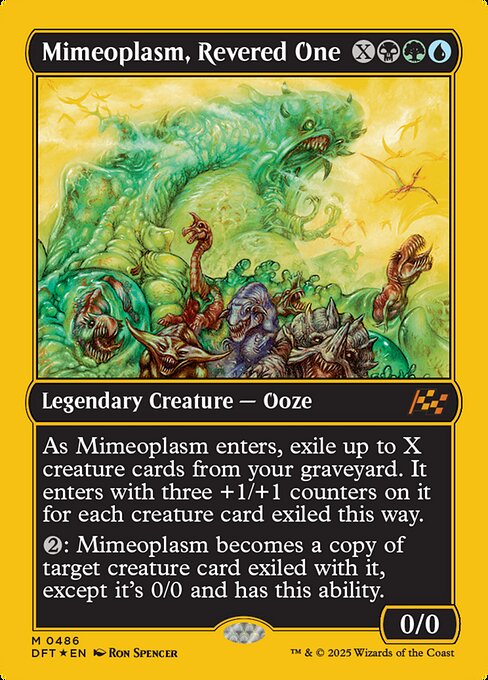 Mimeoplasm, Revered One X
Legendary Creature — Ooze
As Mimeoplasm enters, exile up to X
creature cards from your graveyard. It
enters with three +1/+1 counters on it
for each creature card exiled this way.
2: Mimeoplasm becomes a copy of
target creature card exiled with it,
except it's 0/0 and has this ability.
0/0
M 0486
DFT★EN Ron Spencer
™ & © 2025 Wizards of the Coast